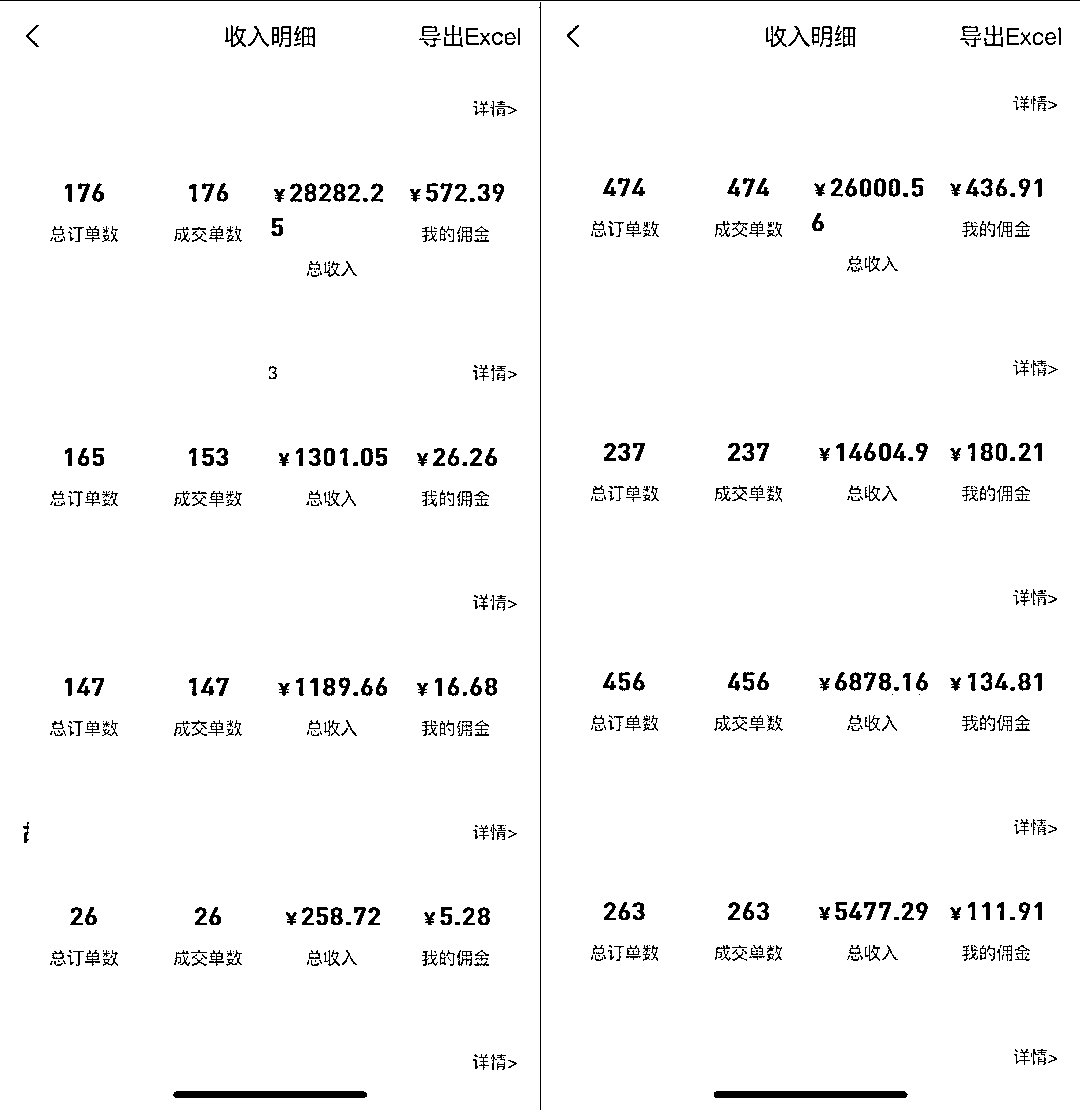 收入明细 导出Excel
详情>
176 176 ¥28282.2 ¥572.39
5
总订单数 成交单数 我的佣金
总收入
3 详情>
165 153 ¥1301.05 ¥26.26
总订单数 成交单数 总收入 我的佣金
详情>
147 147 ¥1189.66 ¥16.68
总订单数 成交单数 总收入 我的佣金
详情>
26 26 ¥258.72 ¥5.28
总订单数 成交单数 总收入 我的佣金
详情>
收入明细 导出Excel
详情>
474 474 ¥26000.5 ¥436.91
6
总订单数 成交单数 我的佣金
总收入
详情>
237 237 ¥14604.9 ¥180.21
总订单数 成交单数 总收入 我的佣金
详情>
456 456 ¥6878.16 ¥134.81
总订单数 成交单数 总收入 我的佣金
详情>
263 263 ¥5477.29 ¥111.91
总订单数 成交单数 总收入 我的佣金
详情>